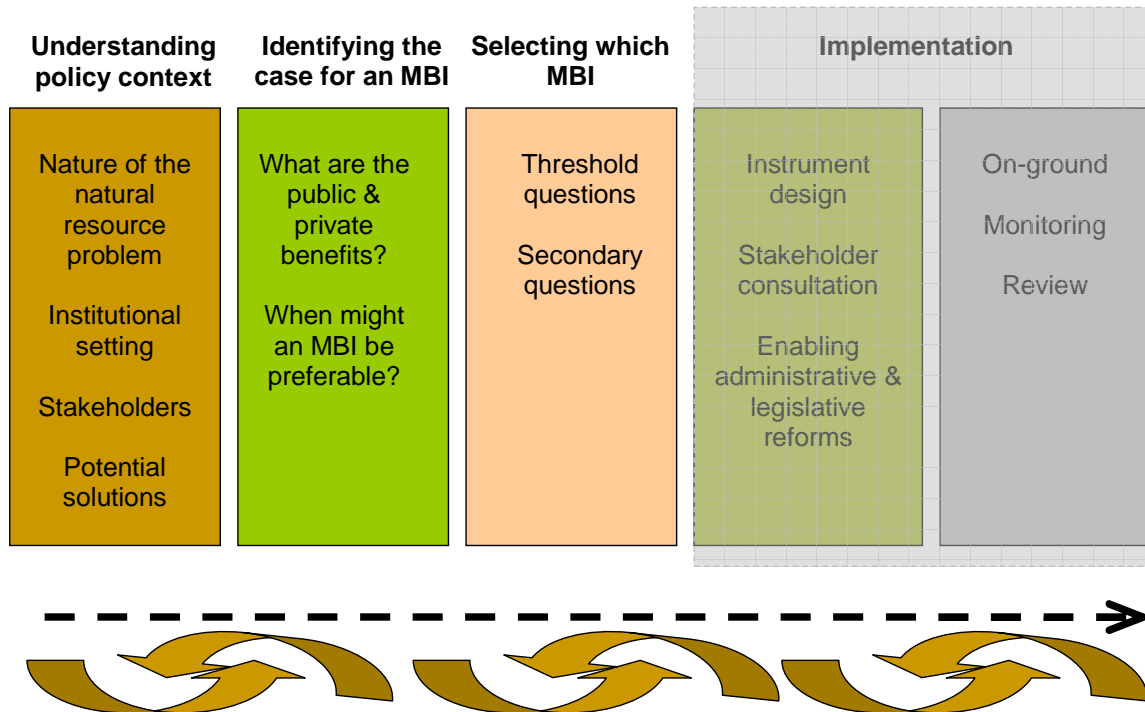 Understanding
policy context
Identifying the
case for an MBI
Selecting which
MBI
Implementation
Nature of the
natural
resource
problem
Institutional
setting
Stakeholders
Potential
solutions
What are the
public &
private
benefits?
When might
an MBI be
preferable?
Threshold
questions
Secondary
questions
Instrument
design
Stakeholder
consultation
Enabling
administrative &
legislative
reforms
On-ground
Monitoring
Review